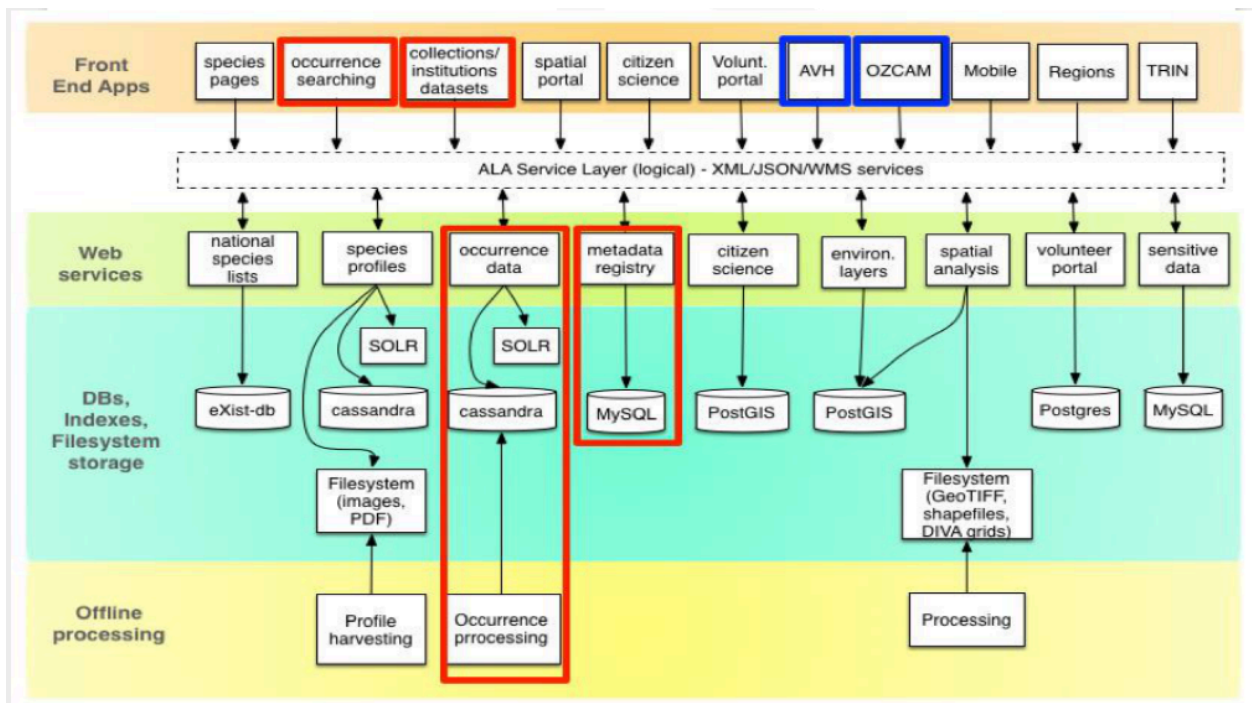 Front
End Apps
species
pages
occurrence
searching
collections/
institutions
datasets
spatial
portal
citizen
science
Volunt.
portal
AVH
OZCAM
Mobile
Regions
TRIN
ALA Service Layer (logical) - XML/JSON/WMS services
Web
services
national
species
lists
species
profiles
occurrence
data
metadata
registry
citizen
science
environ.
layers
spatial
analysis
volunteer
portal
sensitive
data
DBs,
Indexes,
Filesystem
storage
SOLR
SOLR
eXist-db
cassandra
cassandra
MySQL
PostGIS
PostGIS
Postgres
MySQL
Filesystem
(images,
PDF)
Filesystem
(GeoTIFF,
shapefiles,
DIVA grids)
Offline
processing
Profile
harvesting
Occurrence
prrocessing
Processing